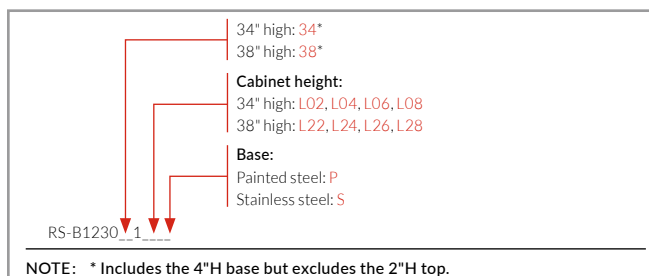 34" high: 34*
38" high: 38*
Cabinet height:
34" high: L02, L04, L06, L08
38" high: L22, L24, L26, L28
Base:
Painted steel: P
Stainless steel: S
RS-B1230__1____
NOTE: * Includes the 4"H base but excludes the 2"H top.